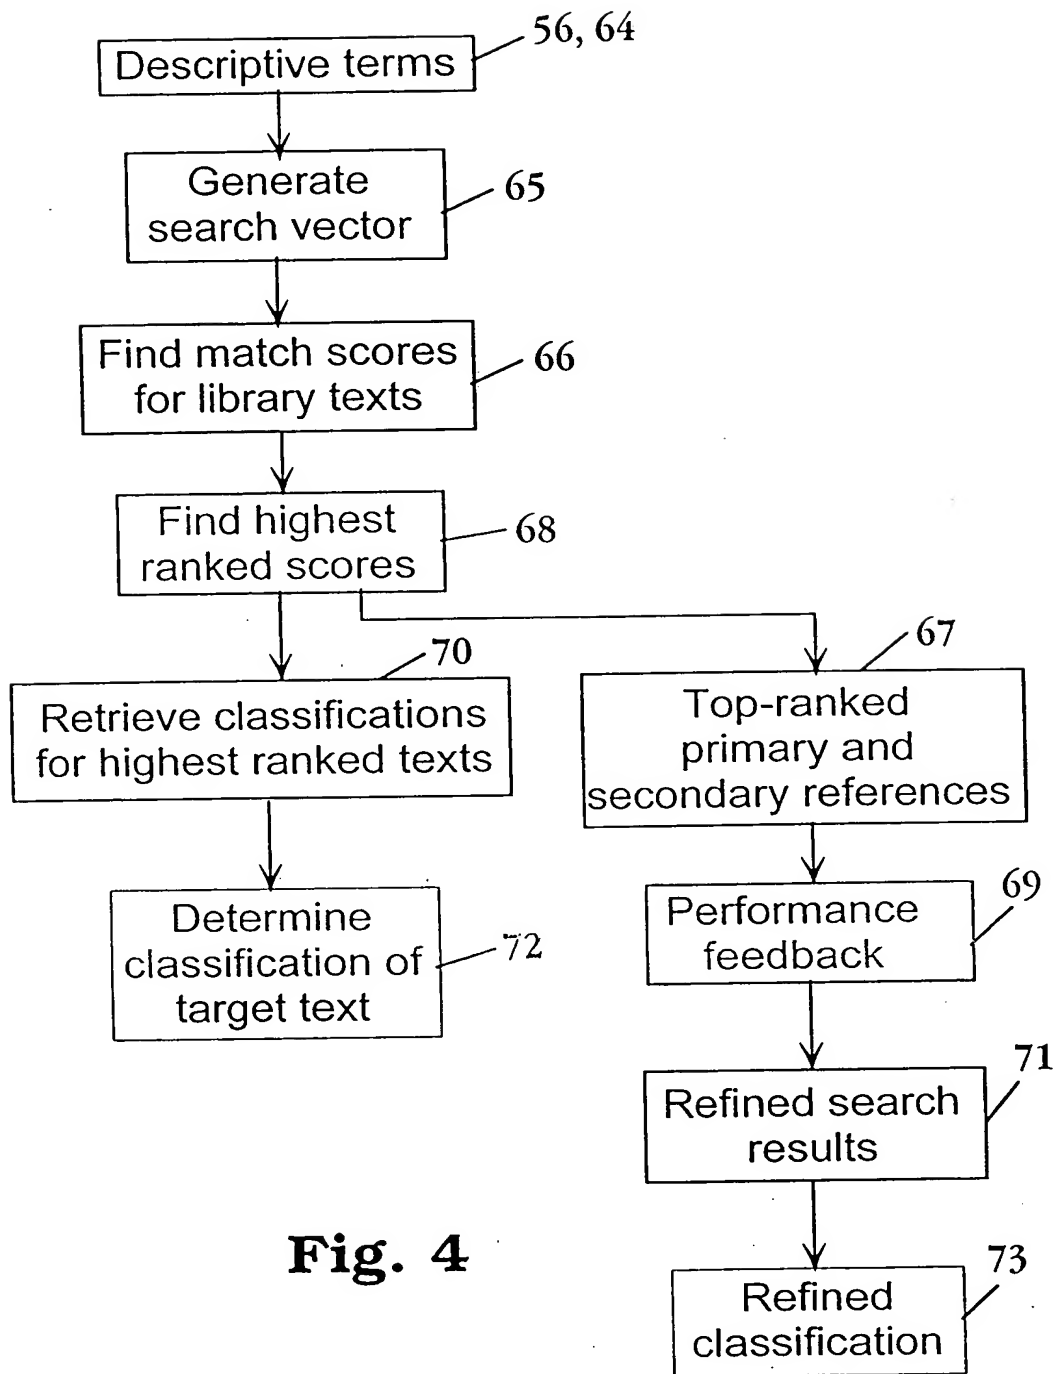 56, 64
Descriptive terms
Generate
search vector
65
Find match scores
for library texts
66
Find highest
ranked scores
68
70
Retrieve classifications
for highest ranked texts
Determine
classification of
target text
72
67
Top-ranked
primary and
secondary references
Performance
feedback
69
Refined search
results
71
Refined
classification
73
Fig. 4